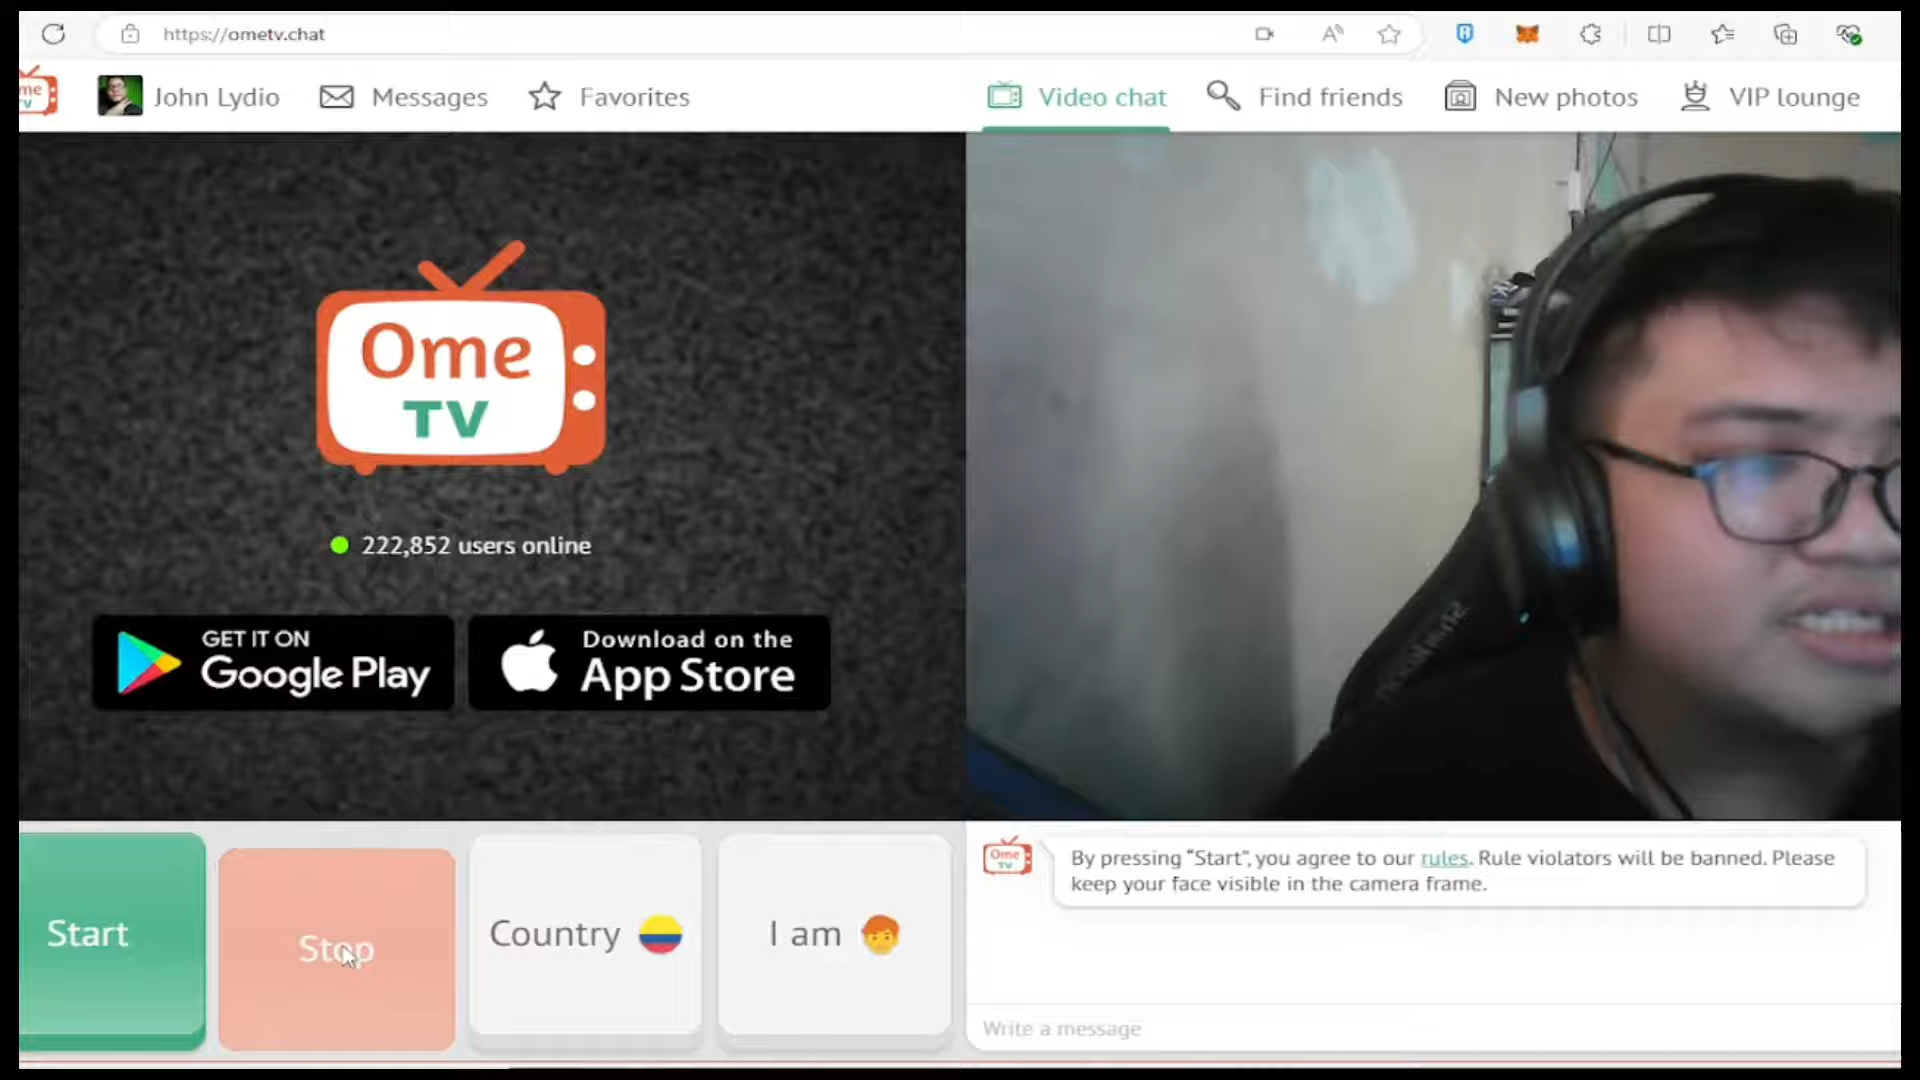 https://ometv.chat
John Lydio
Messages
Favorites
Video chat
Find friends
New photos
VIP lounge
Ome
TV
222,852 users online
GET IT ON
Google Play
Download on the
App Store
Start
Stop
Country
I am
Ome
TV
By pressing “Start”, you agree to our rules. Rule violators will be banned. Please
keep your face visible in the camera frame.
Write a message